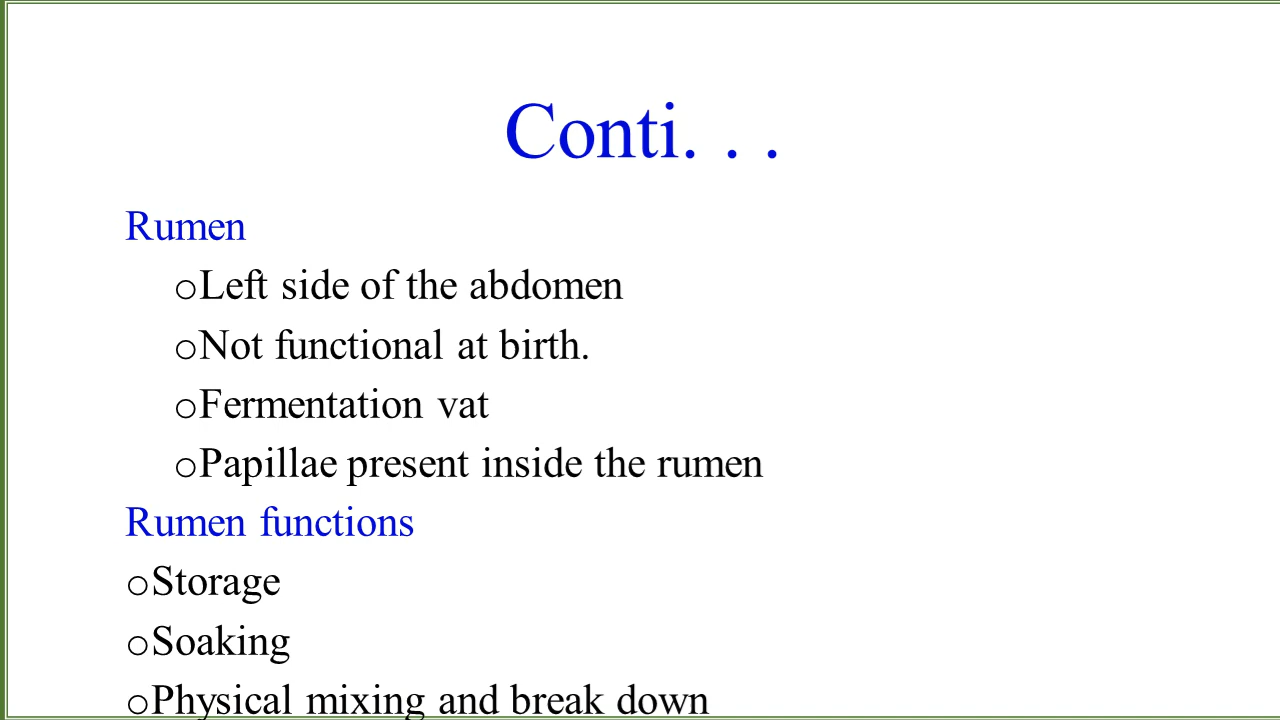 Conti. . .
Rumen
oLeft side of the abdomen
oNot functional at birth.
oFermentation vat
oPapillae present inside the rumen
Rumen functions
oStorage
oSoaking
oPhysical mixing and break down